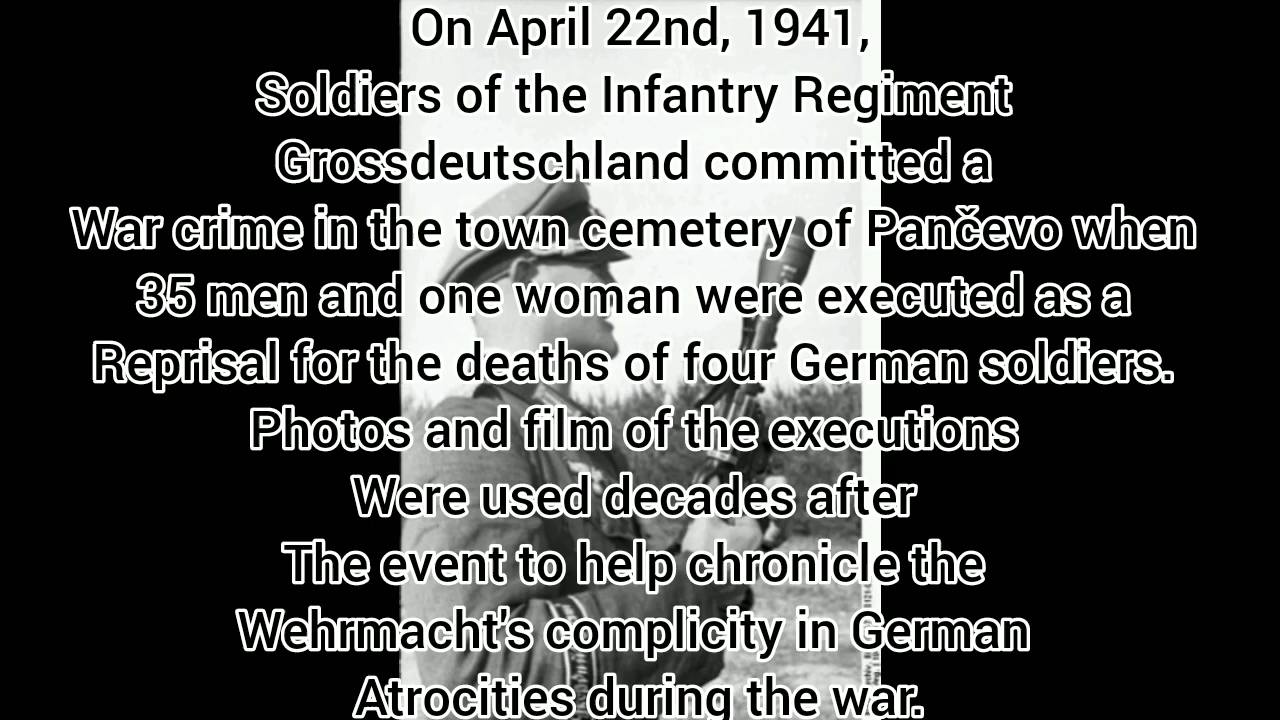 On April 22nd, 1941,
Soldiers of the Infantry Regiment
Grossdeutschland committed a
War crime in the town cemetery of Pančevo when
35 men and one woman were executed as a
Reprisal for the deaths of four German soldiers.
Photos and film of the executions
Were used decades after
The event to help chronicle the
Wehrmacht's complicity in German
Atrocities during the war.